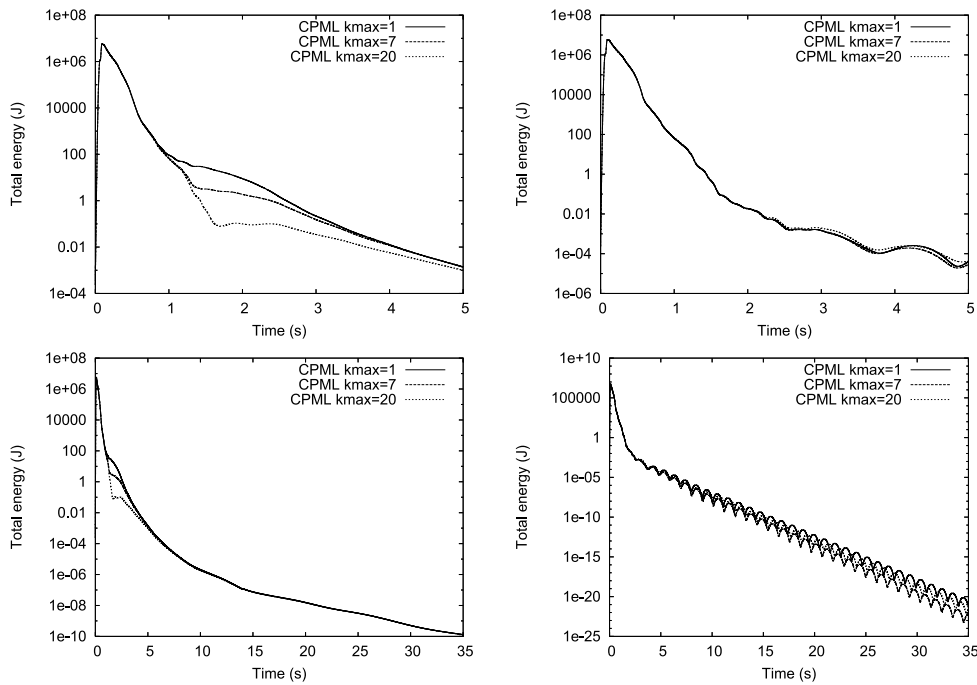 1e+08
1e+06
10000
100
1
0.01
1e-04
0 1 2 3 4 5
Total energy (J)
Time (s)
CPML kmax=1
CPML kmax=7
CPML kmax=20
1e+08
1e+06
10000
100
1
0.01
1e-04
1e-06
0 1 2 3 4 5
Total energy (J)
Time (s)
CPML kmax=1
CPML kmax=7
CPML kmax=20
1e+08
1e+06
10000
100
1
0.01
1e-04
1e-06
1e-08
1e-10
0 5 10 15 20 25 30 35
Total energy (J)
Time (s)
CPML kmax=1
CPML kmax=7
CPML kmax=20
1e+10
100000
1
1e-05
1e-10
1e-15
1e-20
1e-25
0 5 10 15 20 25 30 35
Total energy (J)
Time (s)
CPML kmax=1
CPML kmax=7
CPML kmax=20